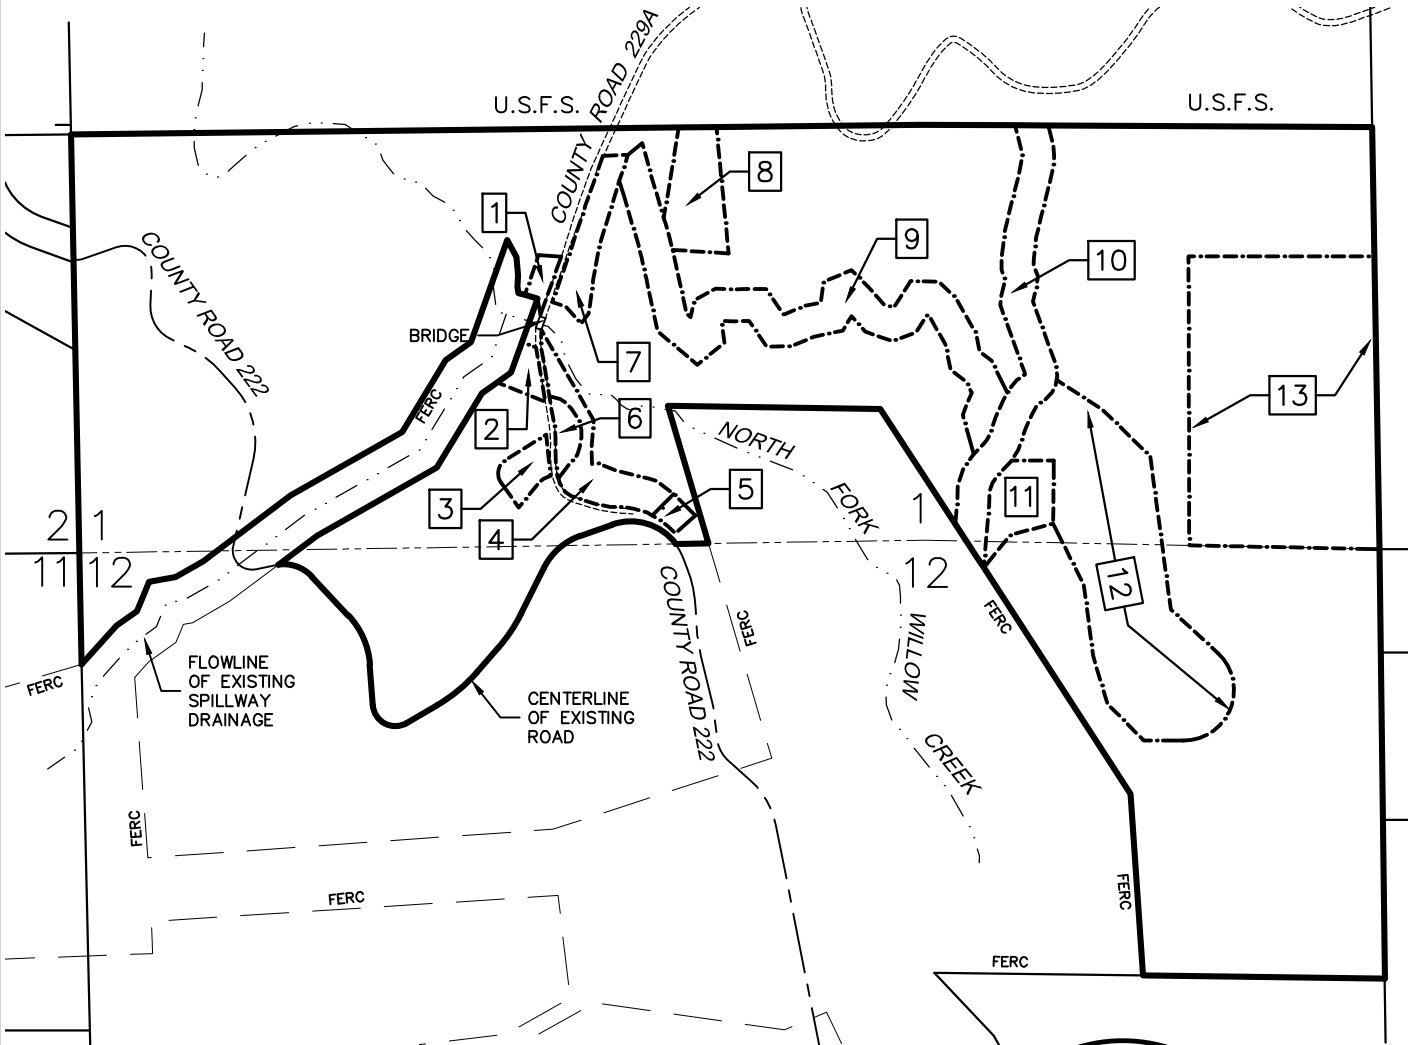 COUNTY ROAD 229A
U.S.F.S.
U.S.F.S.
8
1
9
10
COUNTY ROAD 222
BRIDGE
7
13
FERC
6
2
NORTH
FORK
WILLOW
CREEK
3
5
11
4
2 1
11 12
1
12
12
COUNTY ROAD 222
FERC
FERC
FERC
FLOWLINE
OF EXISTING
SPILLWAY
DRAINAGE
CENTERLINE
OF EXISTING
ROAD
FERC
FERC
FERC
FERC